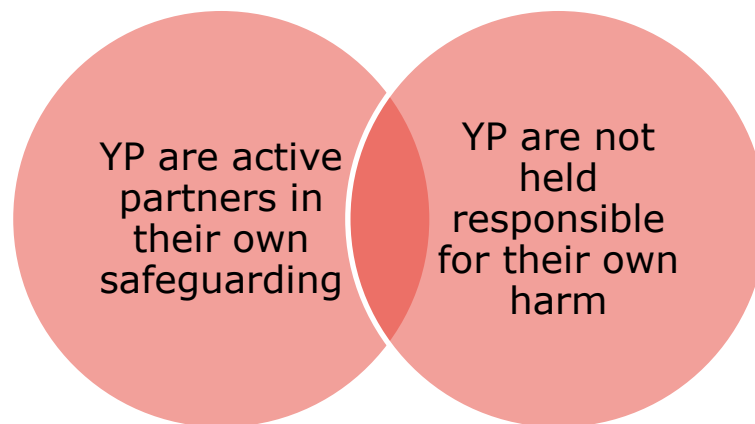 YP are active
partners in
their own
safeguarding
YP are not
held
responsible
for their own
harm